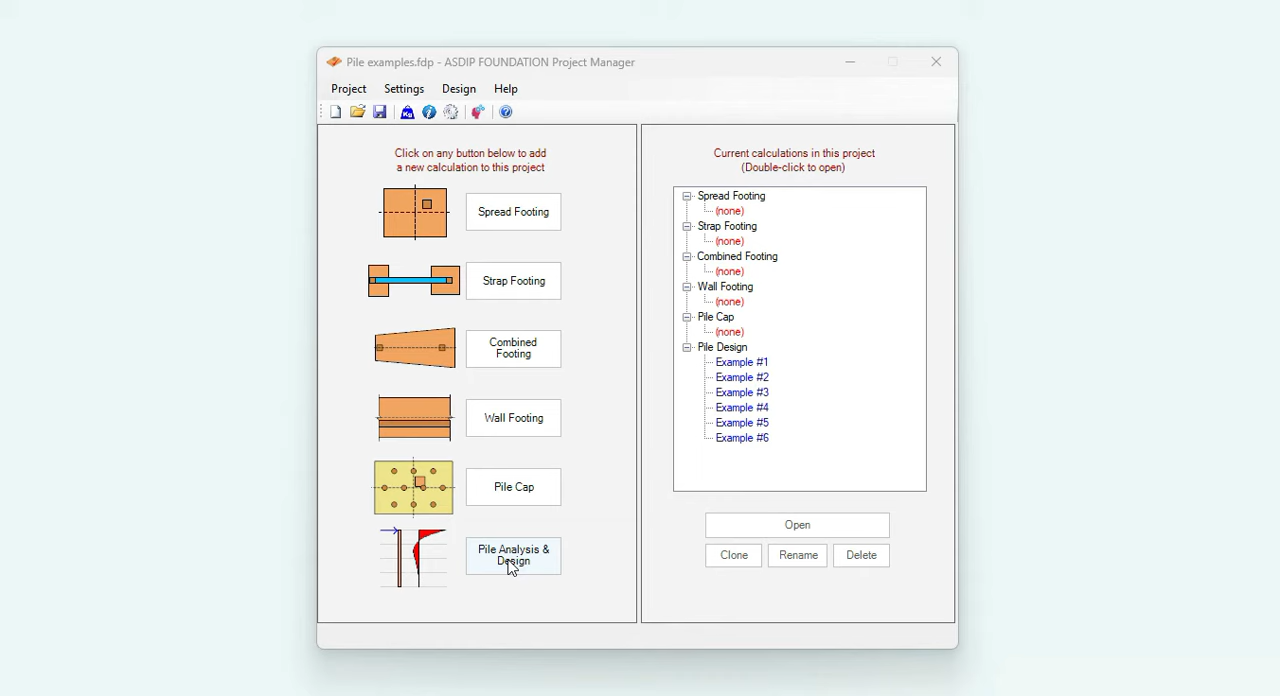 Pile examples.fdp - ASDIP FOUNDATION Project Manager
Project Settings Design Help
Kg
Click on any button below to add
a new calculation to this project
Spread Footing
Strap Footing
Combined
Footing
Wall Footing
Pile Cap
Pile Analysis &
Design
Current calculations in this project
(Double-click to open)
Spread Footing
(none)
Strap Footing
(none)
Combined Footing
(none)
Wall Footing
(none)
Pile Cap
(none)
Pile Design
Example #1
Example #2
Example #3
Example #4
Example #5
Example #6
Open
Clone Rename Delete